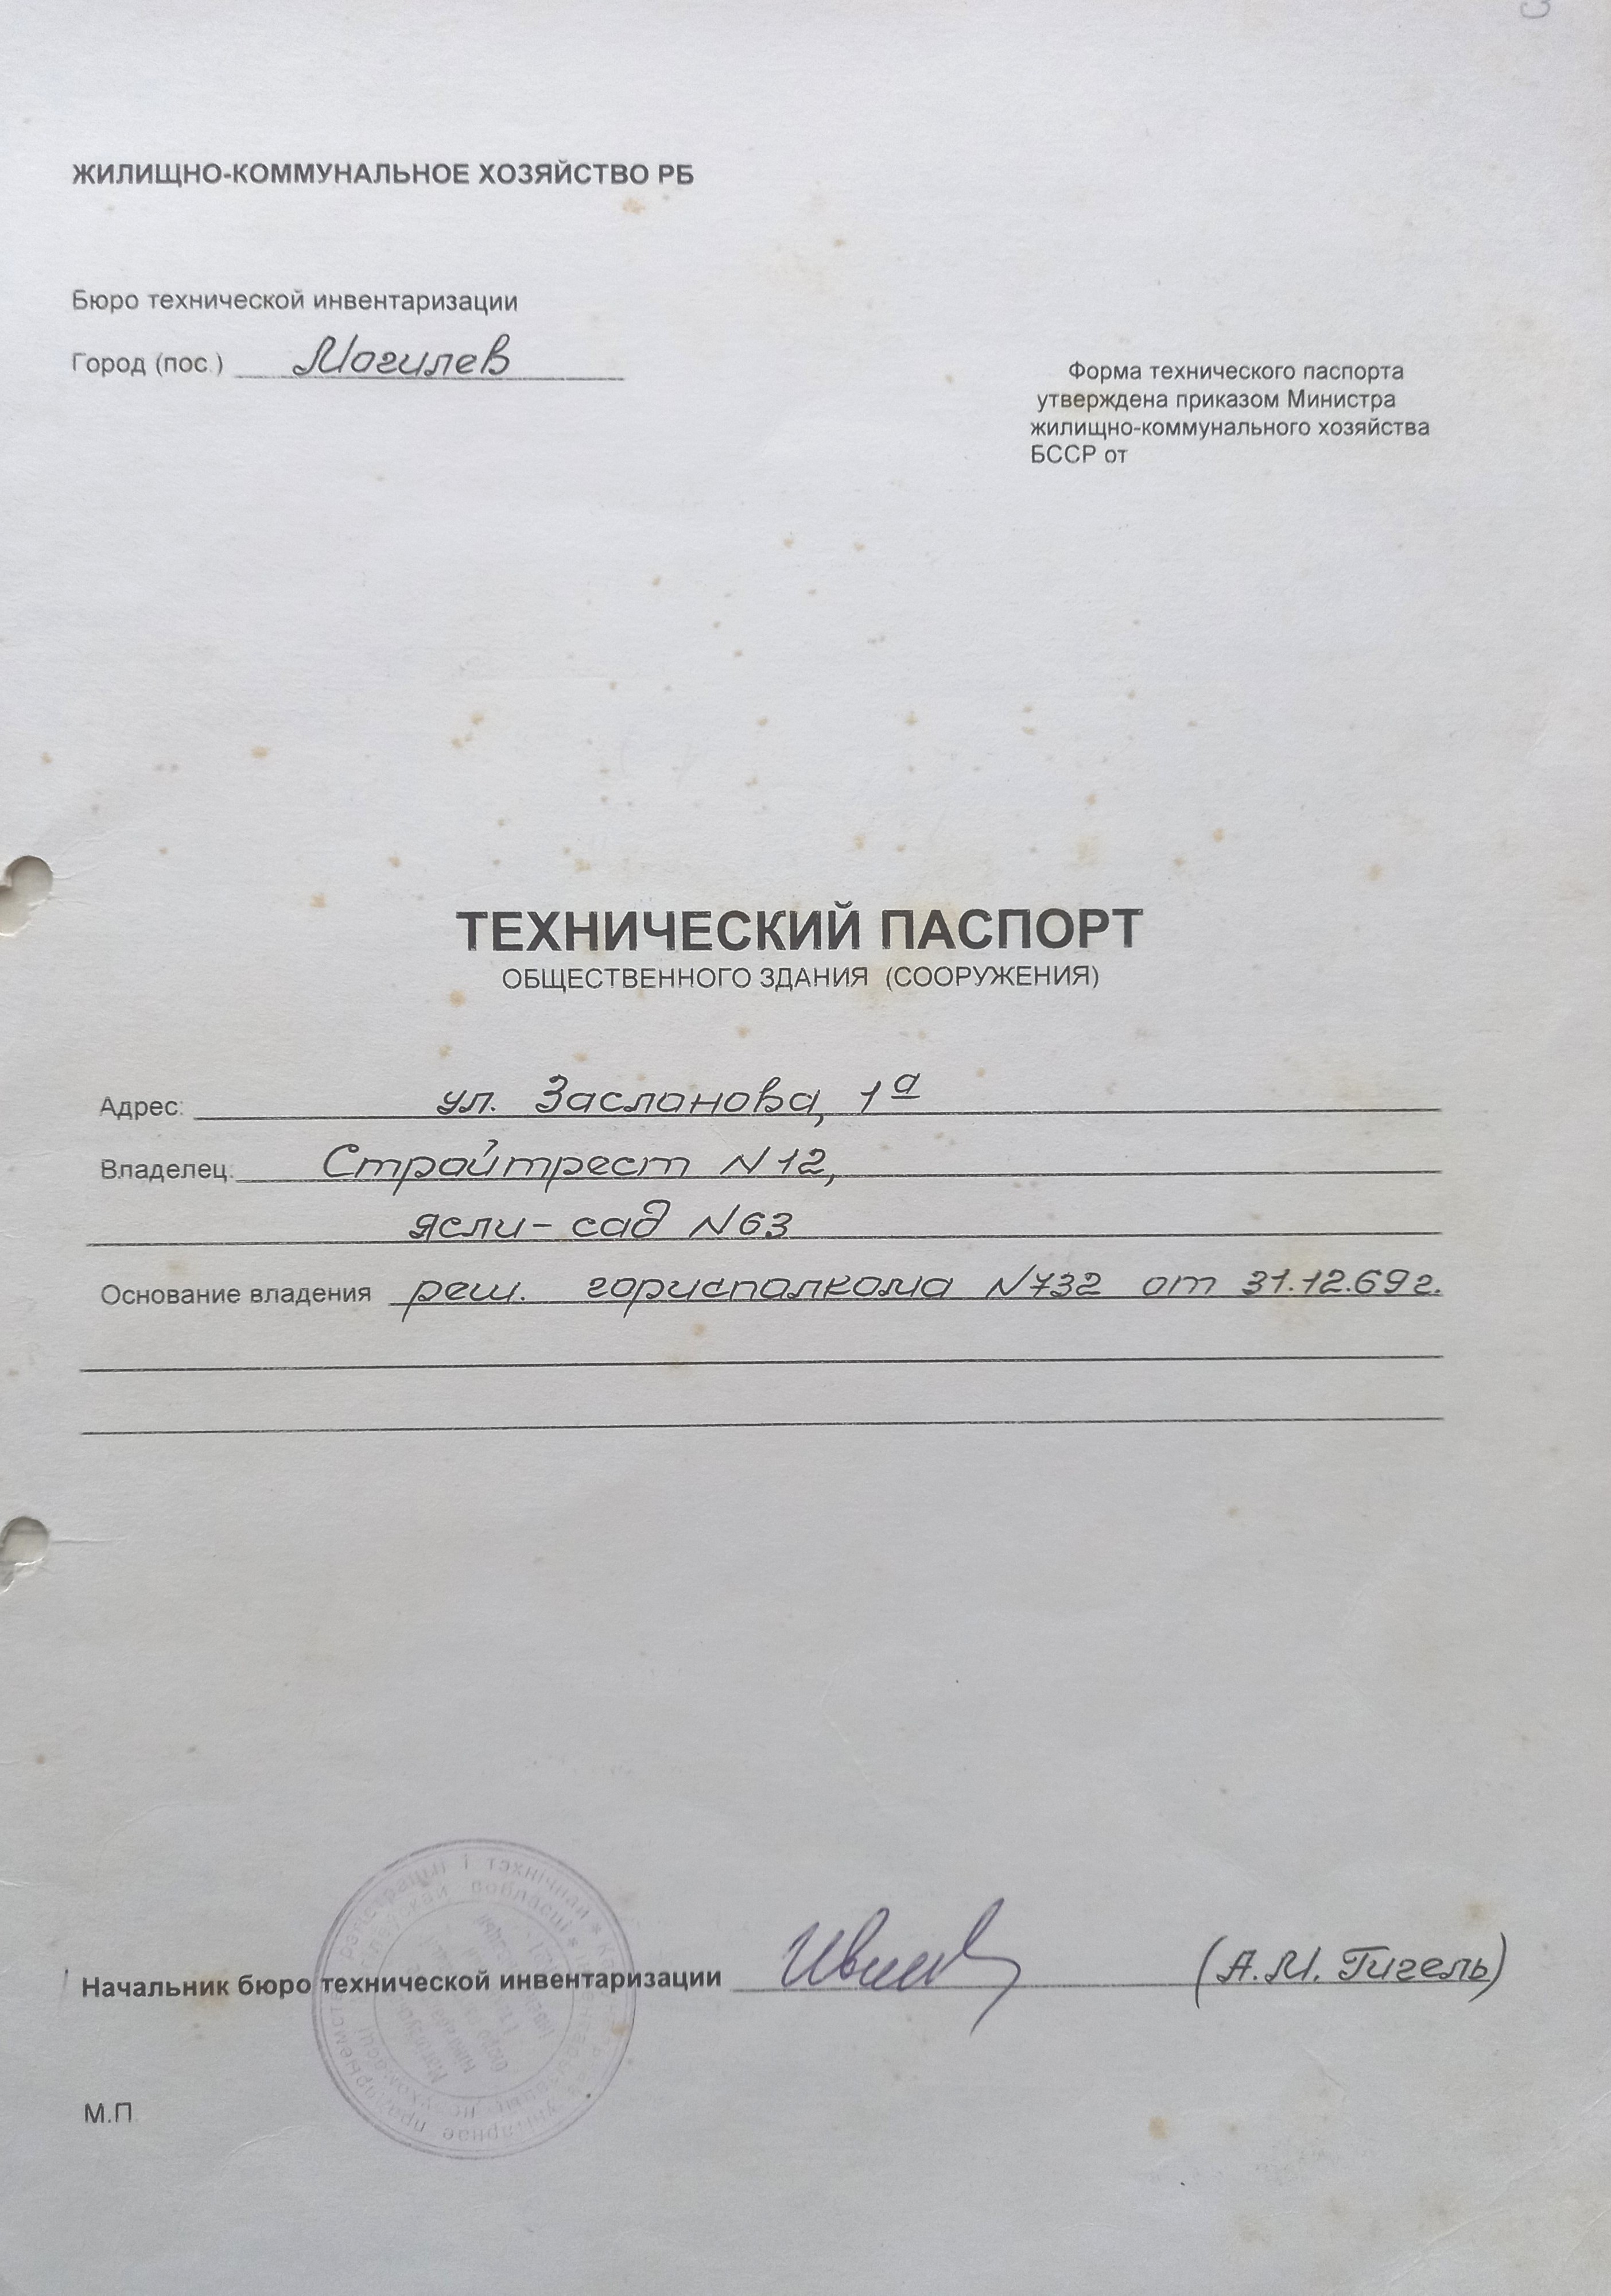 ЖИЛИЩНО-КОММУНАЛЬНОЕ ХОЗЯЙСТВО РБ
Бюро технической инвентаризации
Город (пос.) Могилев
Форма технического паспорта
утверждена приказом Министра
жилищно-коммунального хозяйства
БССР от
ТЕХНИЧЕСКИЙ ПАСПОРТ
ОБЩЕСТВЕННОГО ЗДАНИЯ (СООРУЖЕНИЯ)
Адрес: ул. Заслонова, 1а
Владелец: Стройтрест N12,
ясли-сад N63
Основание владения реш. горисполкома N732 от 31.12.69г.
Начальник бюро технической инвентаризации (А.М. Гигель)
М.П.